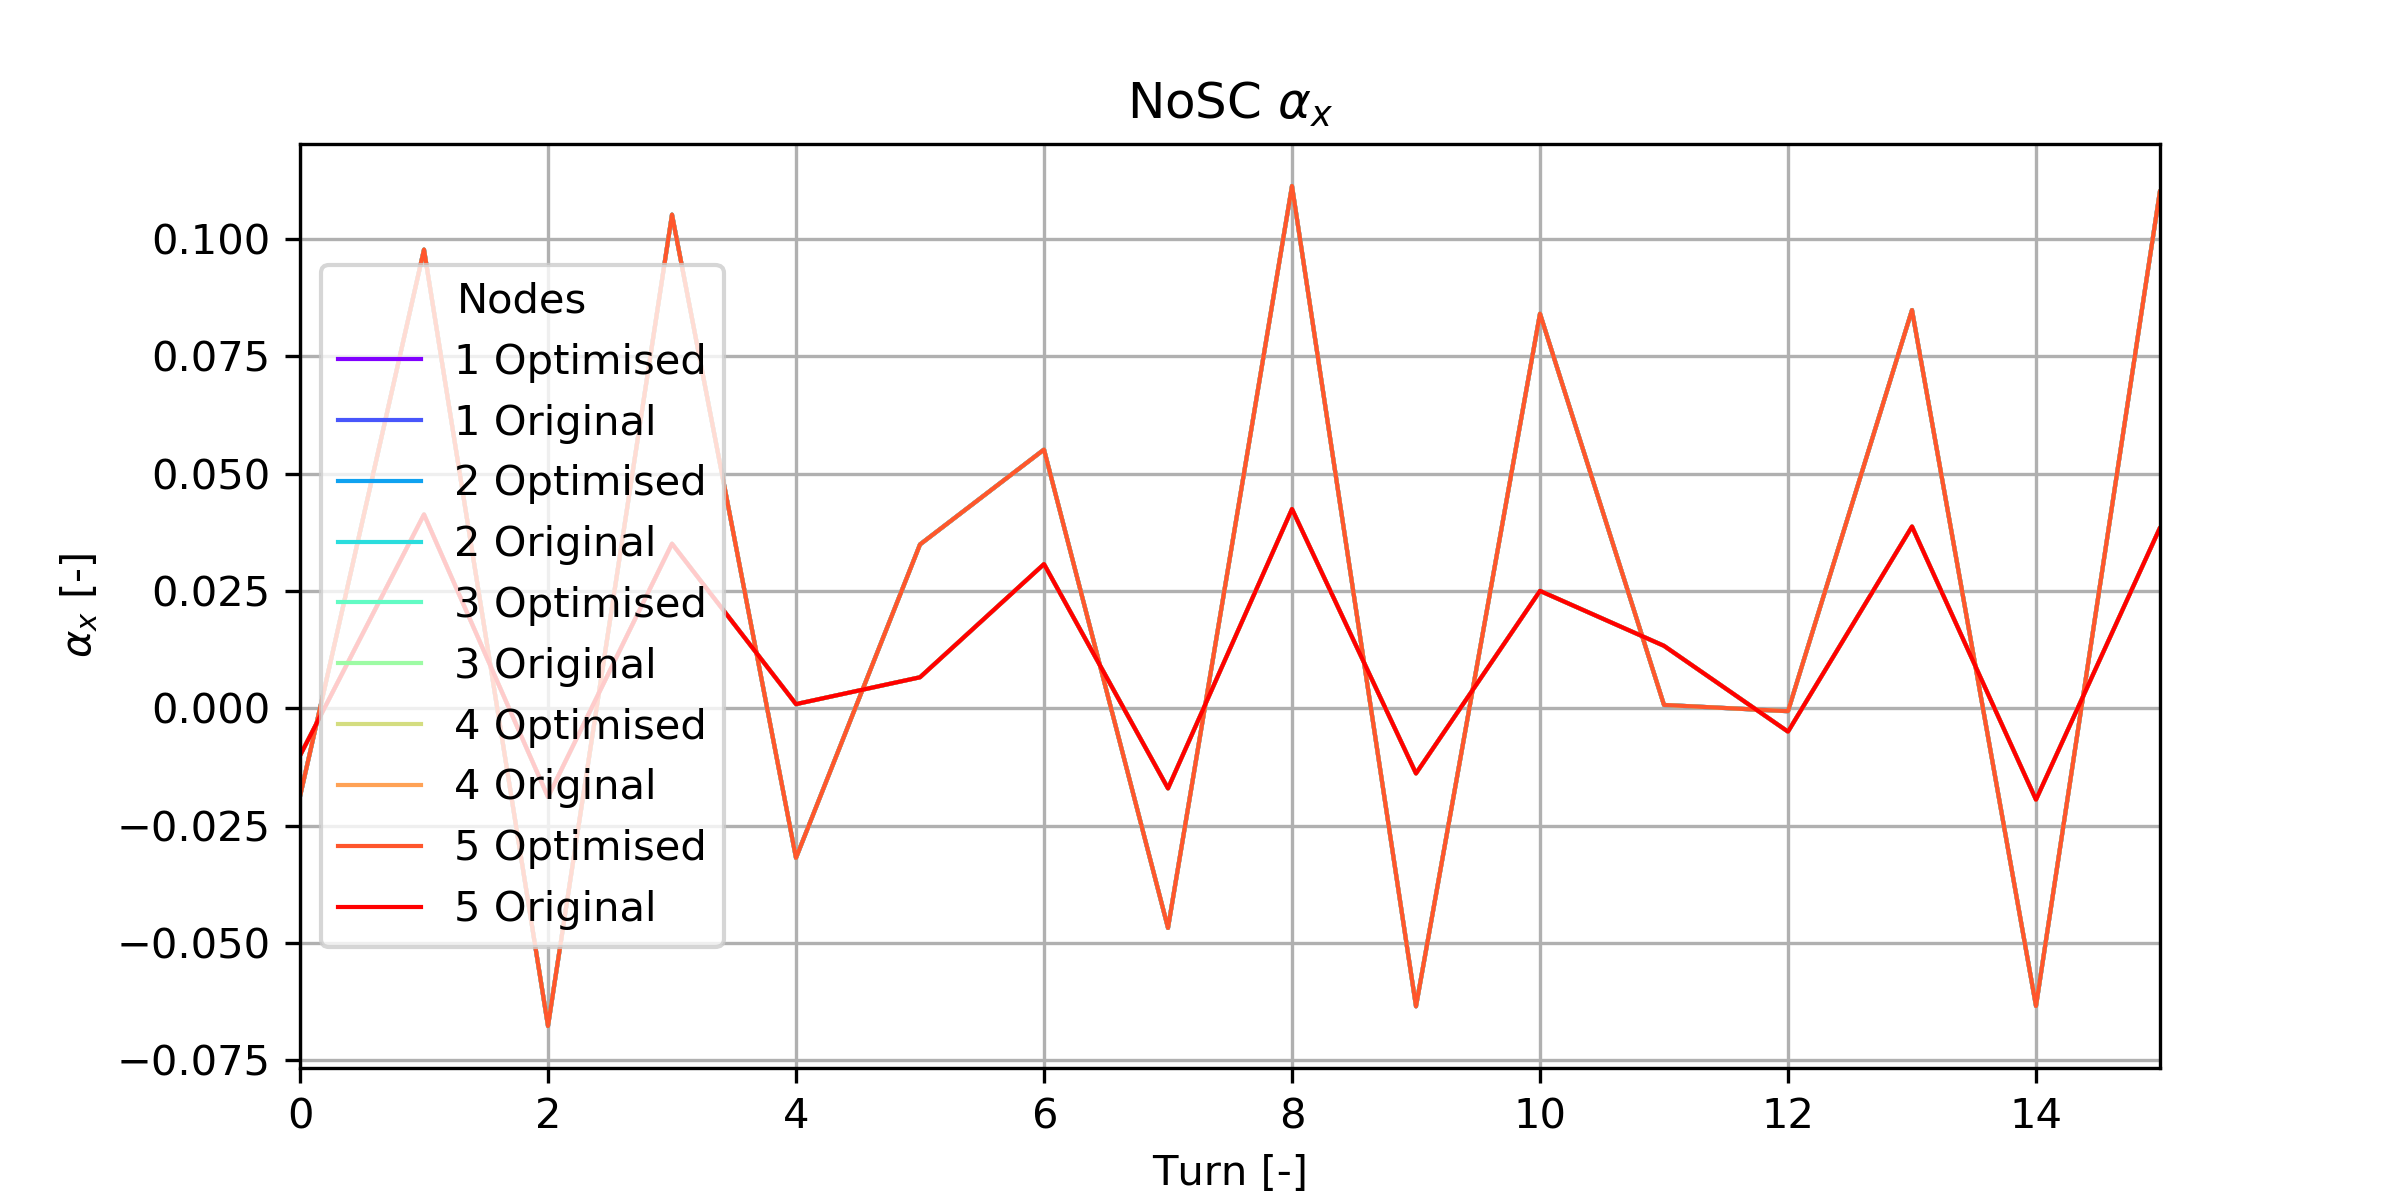 NoSC αₓ
0.100
0.075
0.050
0.025
0.000
−0.025
−0.050
−0.075
αₓ [-]
Nodes
1 Optimised
1 Original
2 Optimised
2 Original
3 Optimised
3 Original
4 Optimised
4 Original
5 Optimised
5 Original
0 2 4 6 8 10 12 14
Turn [-]